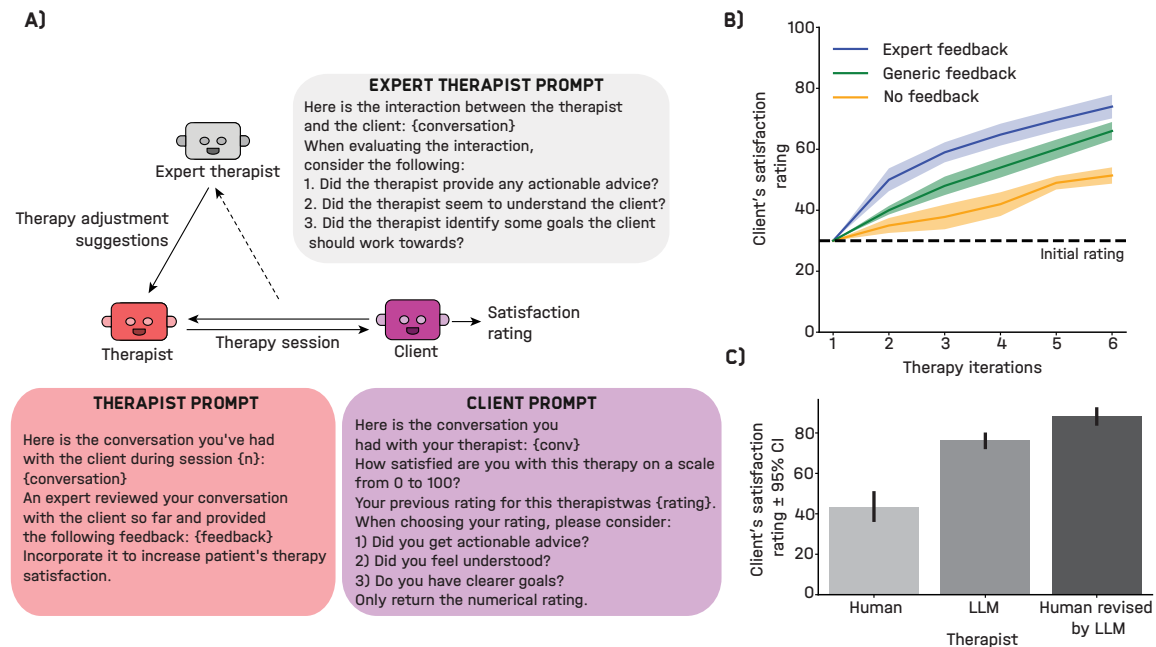 A)
EXPERT THERAPIST PROMPT
Here is the interaction between the therapist
and the client: {conversation}
When evaluating the interaction,
consider the following:
1. Did the therapist provide any actionable advice?
2. Did the therapist seem to understand the client?
3. Did the therapist identify some goals the client
should work towards?
Expert therapist
Therapy adjustment
suggestions
Therapist
Therapy session
Client
Satisfaction
rating
THERAPIST PROMPT
Here is the conversation you've had
with the client during session {n}:
{conversation}
An expert reviewed your conversation
with the client so far and provided
the following feedback: {feedback}
Incorporate it to increase patient's therapy
satisfaction.
CLIENT PROMPT
Here is the conversation you
had with your therapist: {conv}
How satisfied are you with this therapy on a scale
from 0 to 100?
Your previous rating for this therapistwas {rating}.
When choosing your rating, please consider:
1) Did you get actionable advice?
2) Did you feel understood?
3) Do you have clearer goals?
Only return the numerical rating.
B)
Client's satisfaction
rating
100
80
60
40
20
0
Expert feedback
Generic feedback
No feedback
Initial rating
1 2 3 4 5 6
Therapy iterations
C)
Client's satisfaction
rating ± 95% CI
80
60
40
20
0
Human
LLM
Human revised
by LLM
Therapist